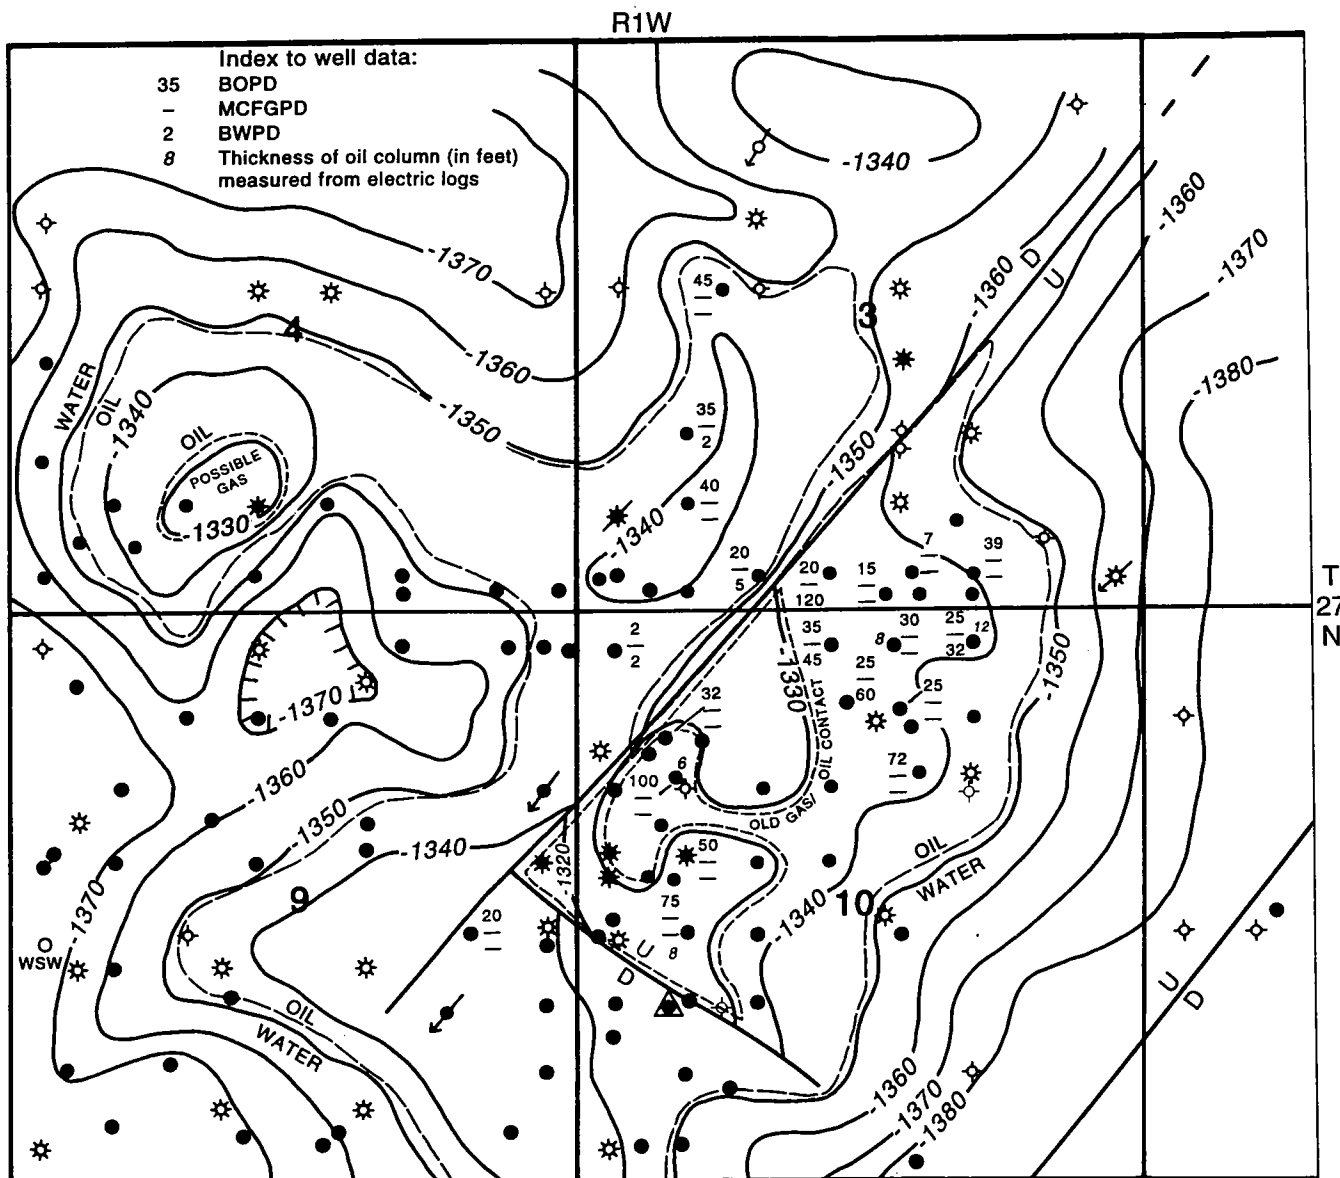 R1W
Index to well data:
35 BOPD
– MCFGPD
2 BWPD
8 Thickness of oil column (in feet)
measured from electric logs
-1340
-1360
-1370
-1370
D
U
-1360
45
3
4
-1380
-1360
WATER
OIL
-1340
OIL
-1350
35
2
-1350
POSSIBLE
GAS
40
-1330
-1340
7
39
20
5
20
15
T
27
N
120
2
2
35
8
30
25
12
32
45
25
-1350
-1330
60
25
-1370
32
OIL CONTACT
-1360
6
100
72
-1350
OLD GAS/
-1340
-1320
50
OIL
WATER
9
10
-1370
75
-1340
20
WSW
U
D
8
U
D
OIL
WATER
-1360
-1370
-1380